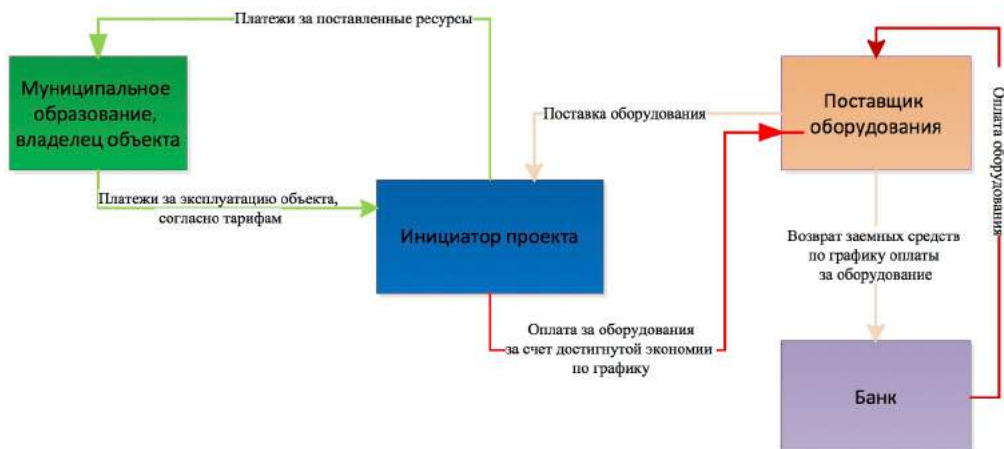 Платежи за поставленные ресурсы
Муниципальное
образование,
владелец объекта
Поставка оборудования
Поставщик
оборудования
Оплата оборудования
Платежи за эксплуатацию объекта,
согласно тарифам
Инициатор проекта
Возврат заемных средств
по графику оплаты
за оборудование
Оплата за оборудования
за счет достигнутой экономии
по графику
Банк